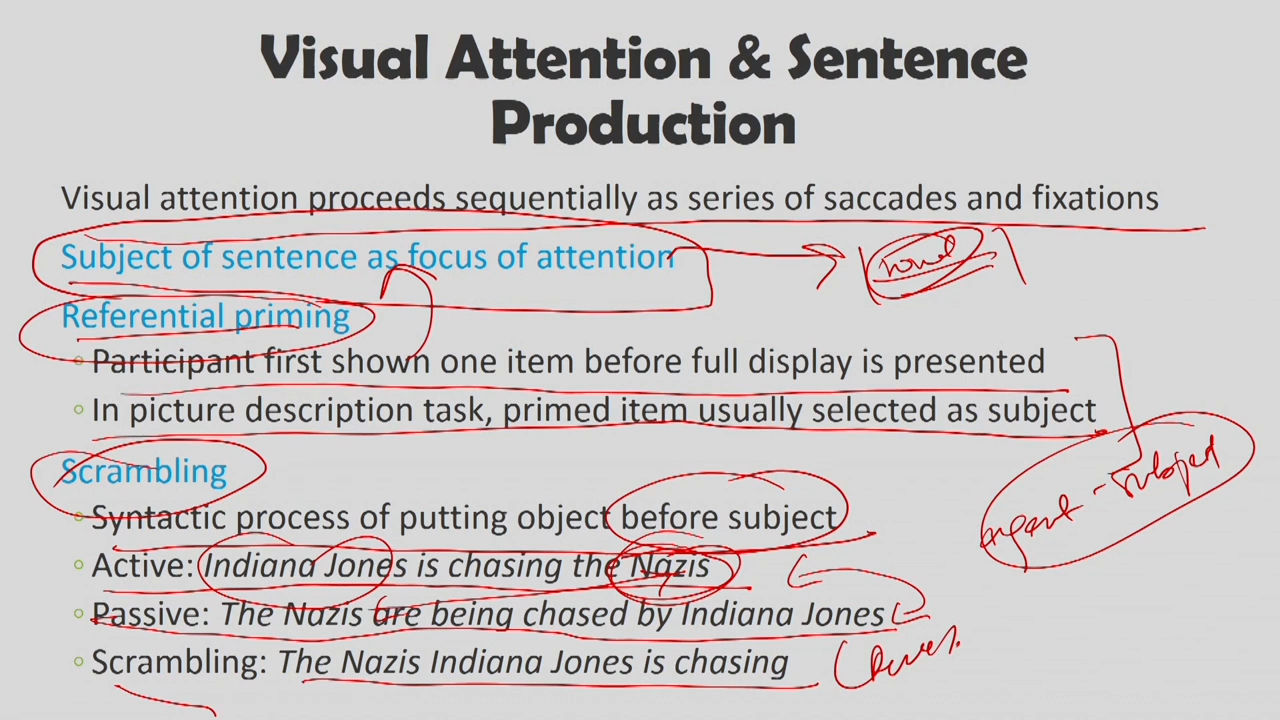 Visual Attention & Sentence
Production
Visual attention proceeds sequentially as series of saccades and fixations
Subject of sentence as focus of attention
Referential priming
Participant first shown one item before full display is presented
In picture description task, primed item usually selected as subject
agent - subject
Scrambling
Syntactic process of putting object before subject
Active: Indiana Jones is chasing the Nazis
Passive: The Nazis are being chased by Indiana Jones
Scrambling: The Nazis Indiana Jones is chasing